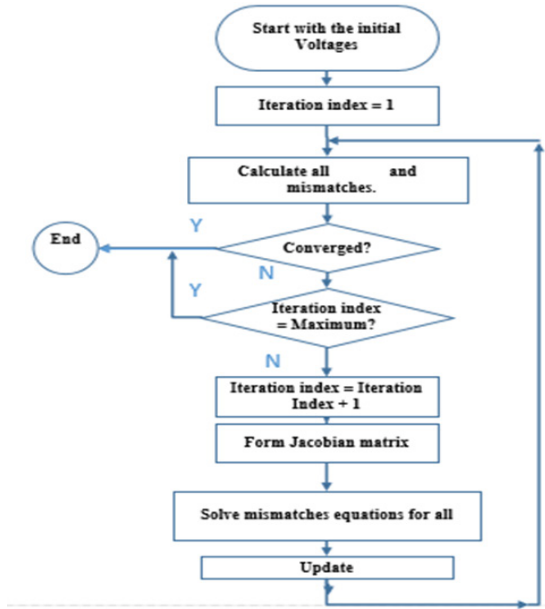 Start with the initial
Voltages
Iteration index = 1
Calculate all and
mismatches.
Y
End
Converged?
N
Y
Iteration index
= Maximum?
N
Iteration index = Iteration
Index + 1
Form Jacobian matrix
Solve mismatches equations for all
Update